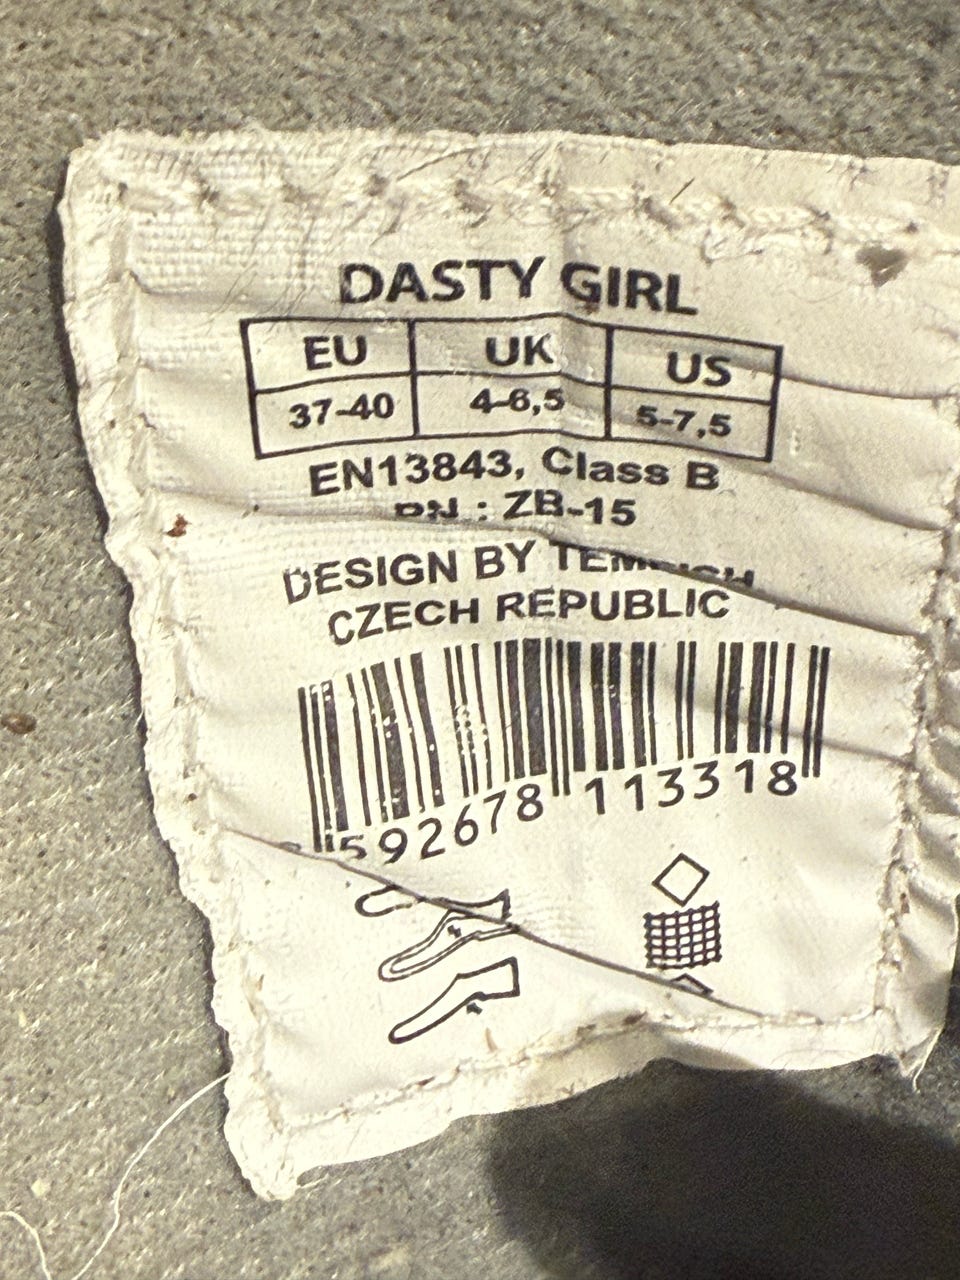 DASTY GIRL
EU UK US
37-40 4-6,5 5-7,5
EN13843, Class B
PN : ZB-15
DESIGN BY
CZECH REPUBLIC
592678 113318